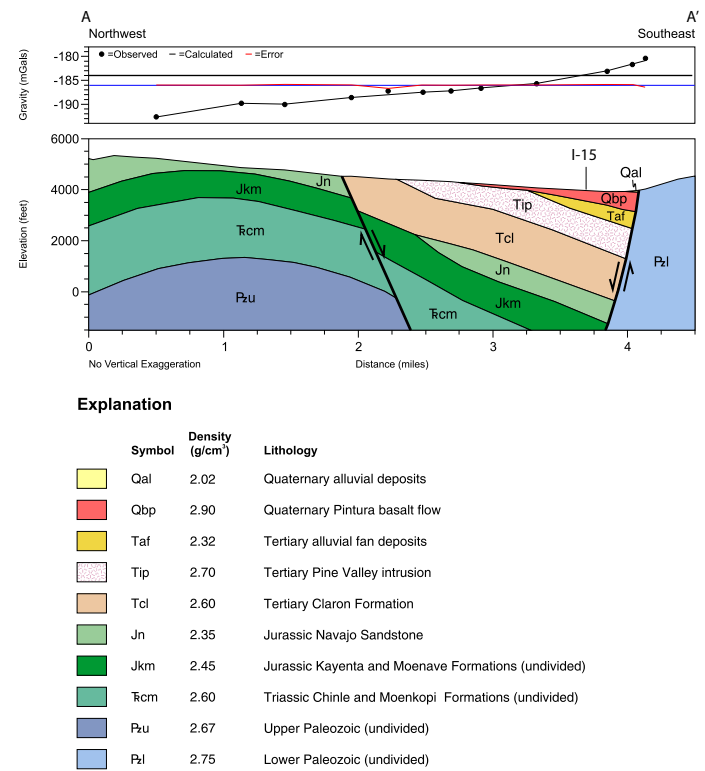 A A′
Northwest Southeast
Gravity (mGals)
-180
-185
-190
=Observed =Calculated =Error
Elevation (feet)
6000
4000
2000
0
I-15
Qal
Jn
Jkm
Qbp
Tip
Taf
Ꞧcm
Tcl
Jn
Pzl
Pzu
Jkm
Ꞧcm
0 1 2 3 4
No Vertical Exaggeration Distance (miles)
Explanation
Symbol Density (g/cm³) Lithology
Qal 2.02 Quaternary alluvial deposits
Qbp 2.90 Quaternary Pintura basalt flow
Taf 2.32 Tertiary alluvial fan deposits
Tip 2.70 Tertiary Pine Valley intrusion
Tcl 2.60 Tertiary Claron Formation
Jn 2.35 Jurassic Navajo Sandstone
Jkm 2.45 Jurassic Kayenta and Moenave Formations (undivided)
Ꞧcm 2.60 Triassic Chinle and Moenkopi Formations (undivided)
Pzu 2.67 Upper Paleozoic (undivided)
Pzl 2.75 Lower Paleozoic (undivided)